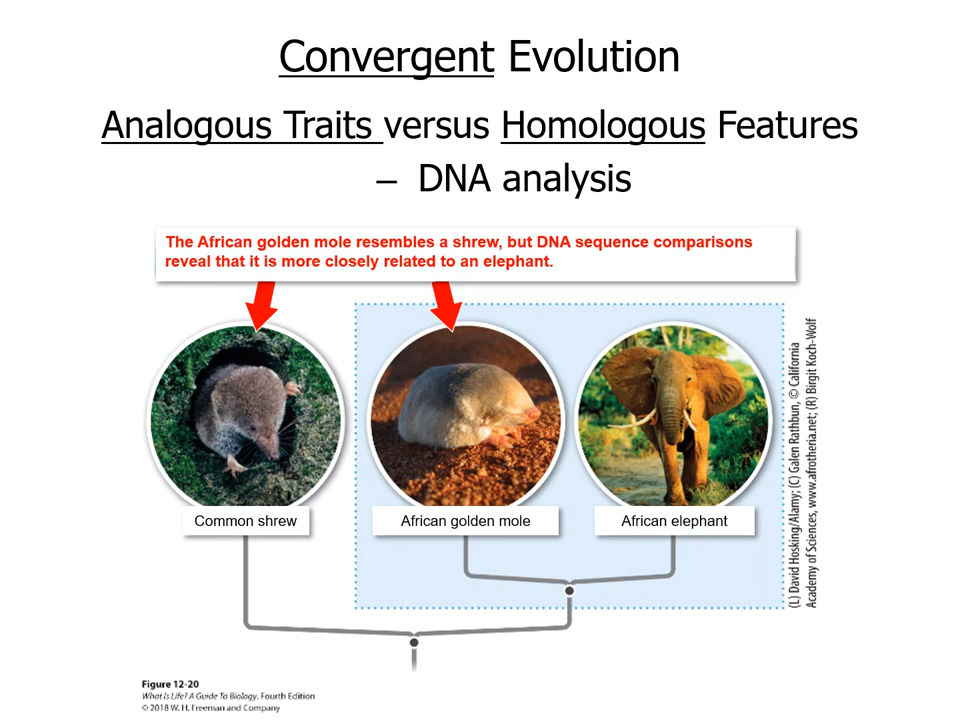 Convergent Evolution
Analogous Traits versus Homologous Features
– DNA analysis
The African golden mole resembles a shrew, but DNA sequence comparisons
reveal that it is more closely related to an elephant.
Common shrew
African golden mole
African elephant
(L) David Hosking/Alamy; (C) Galen Rathbun, © California
Academy of Sciences, www.afrotheria.net; (R) Birgit Koch-Wolf
Figure 12-20
What Is Life? A Guide To Biology, Fourth Edition
© 2018 W. H. Freeman and Company